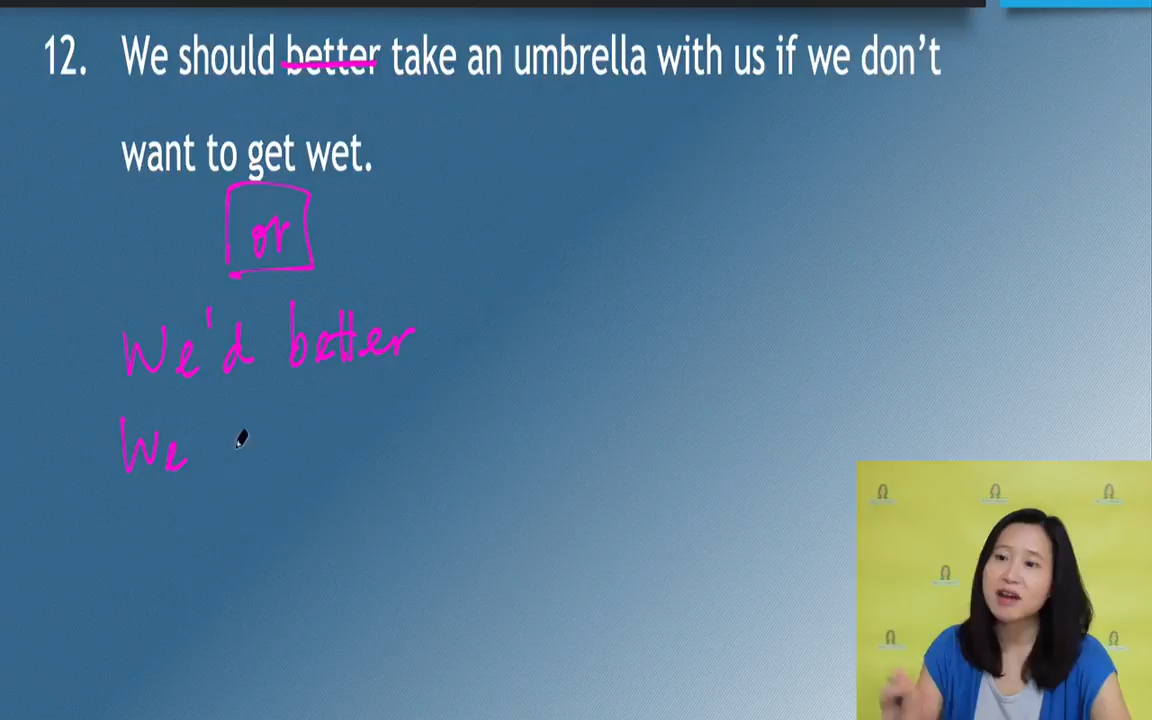 12. We should better take an umbrella with us if we don't
want to get wet.
or
We'd better
We